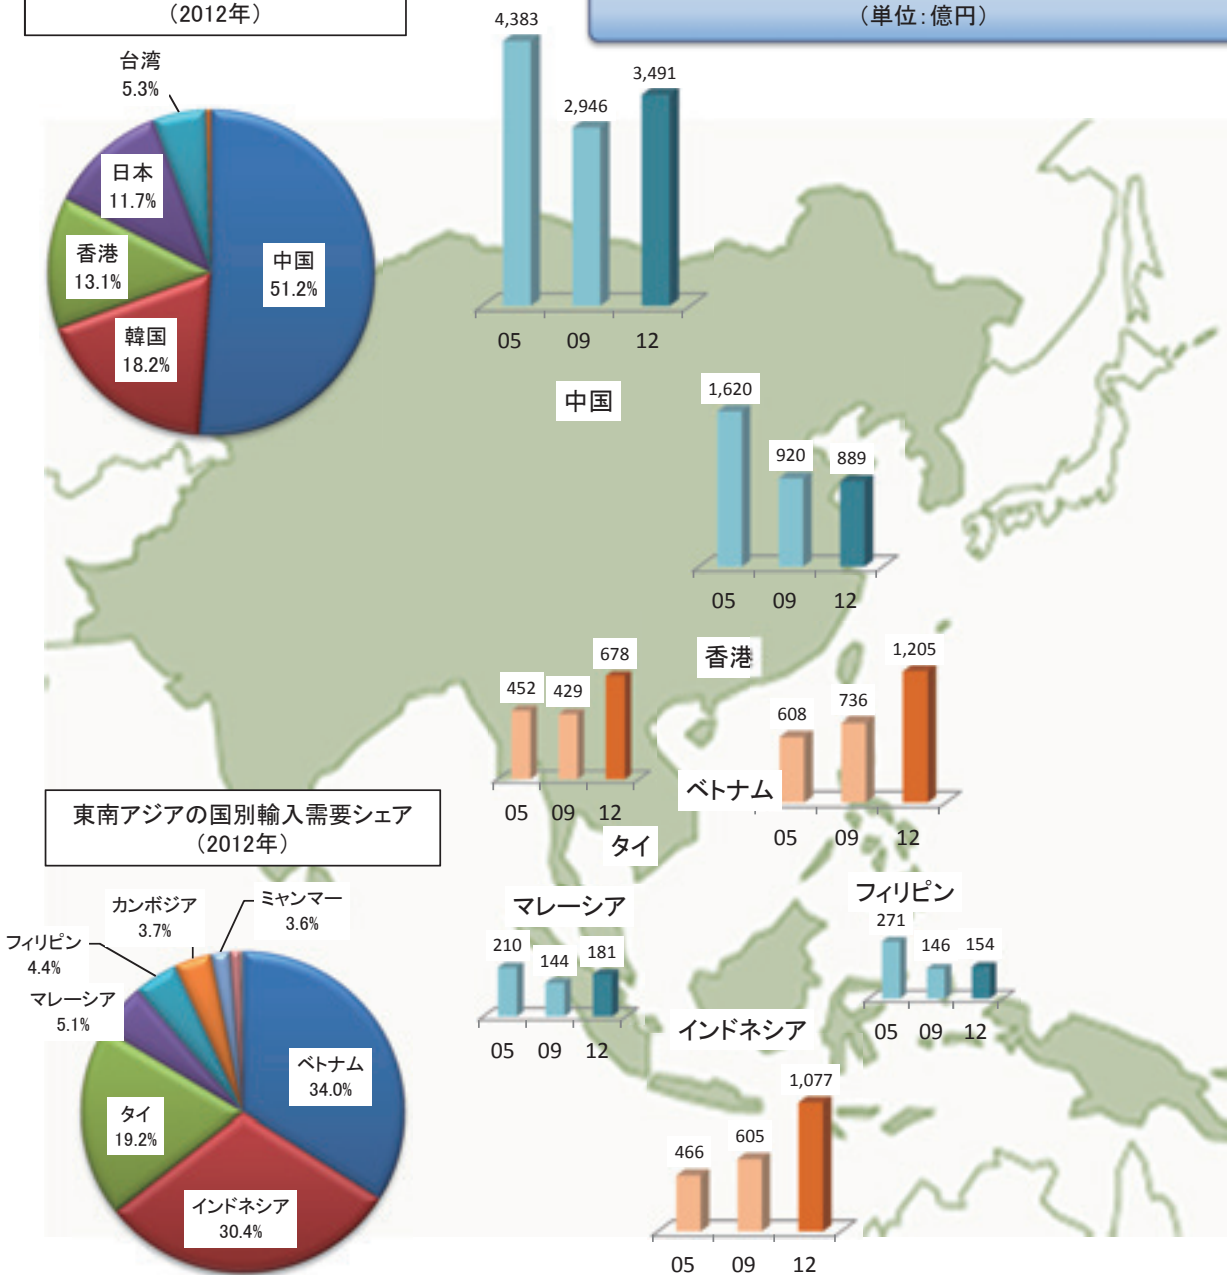 (2012年)
(単位:億円)
台湾
5.3%
日本
11.7%
香港
13.1%
韓国
18.2%
中国
51.2%
4,383
2,946
3,491
05 09 12
中国
1,620
920
889
05 09 12
香港
452
429
678
05 09 12
タイ
608
736
1,205
05 09 12
ベトナム
東南アジアの国別輸入需要シェア
(2012年)
ミャンマー
3.6%
カンボジア
3.7%
フィリピン
4.4%
マレーシア
5.1%
タイ
19.2%
インドネシア
30.4%
ベトナム
34.0%
マレーシア
210
144
181
05 09 12
フィリピン
271
146
154
05 09 12
インドネシア
466
605
1,077
05 09 12